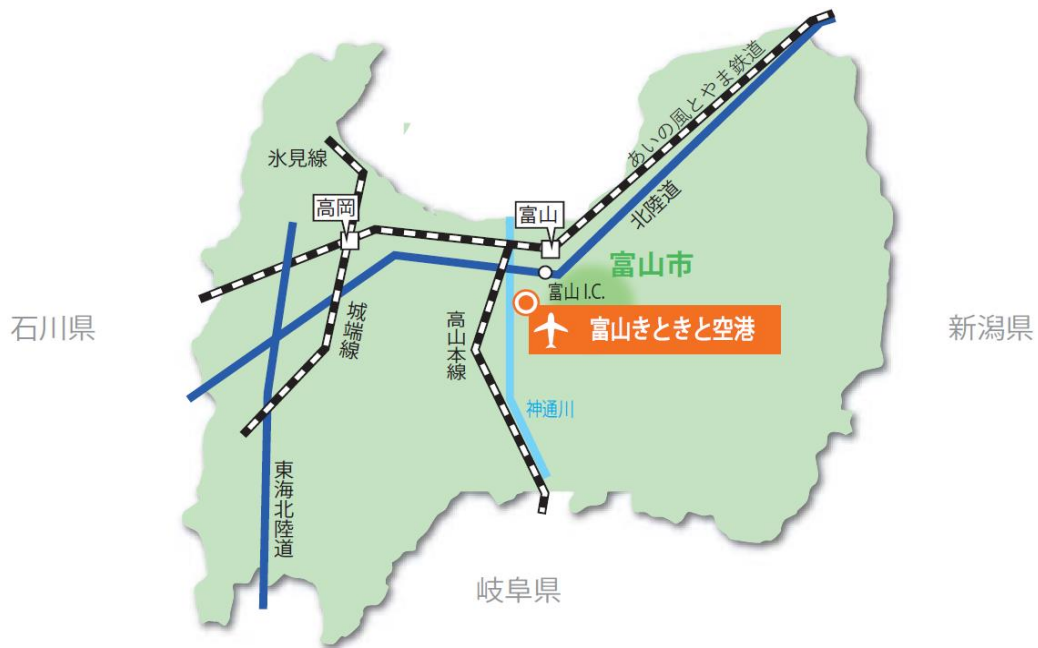 あいの風とやま鉄道
氷見線
高岡
富山
北陸道
富山市
富山 I.C.
富山きときと空港
石川県
新潟県
城端線
高山本線
神通川
東海北陸道
岐阜県